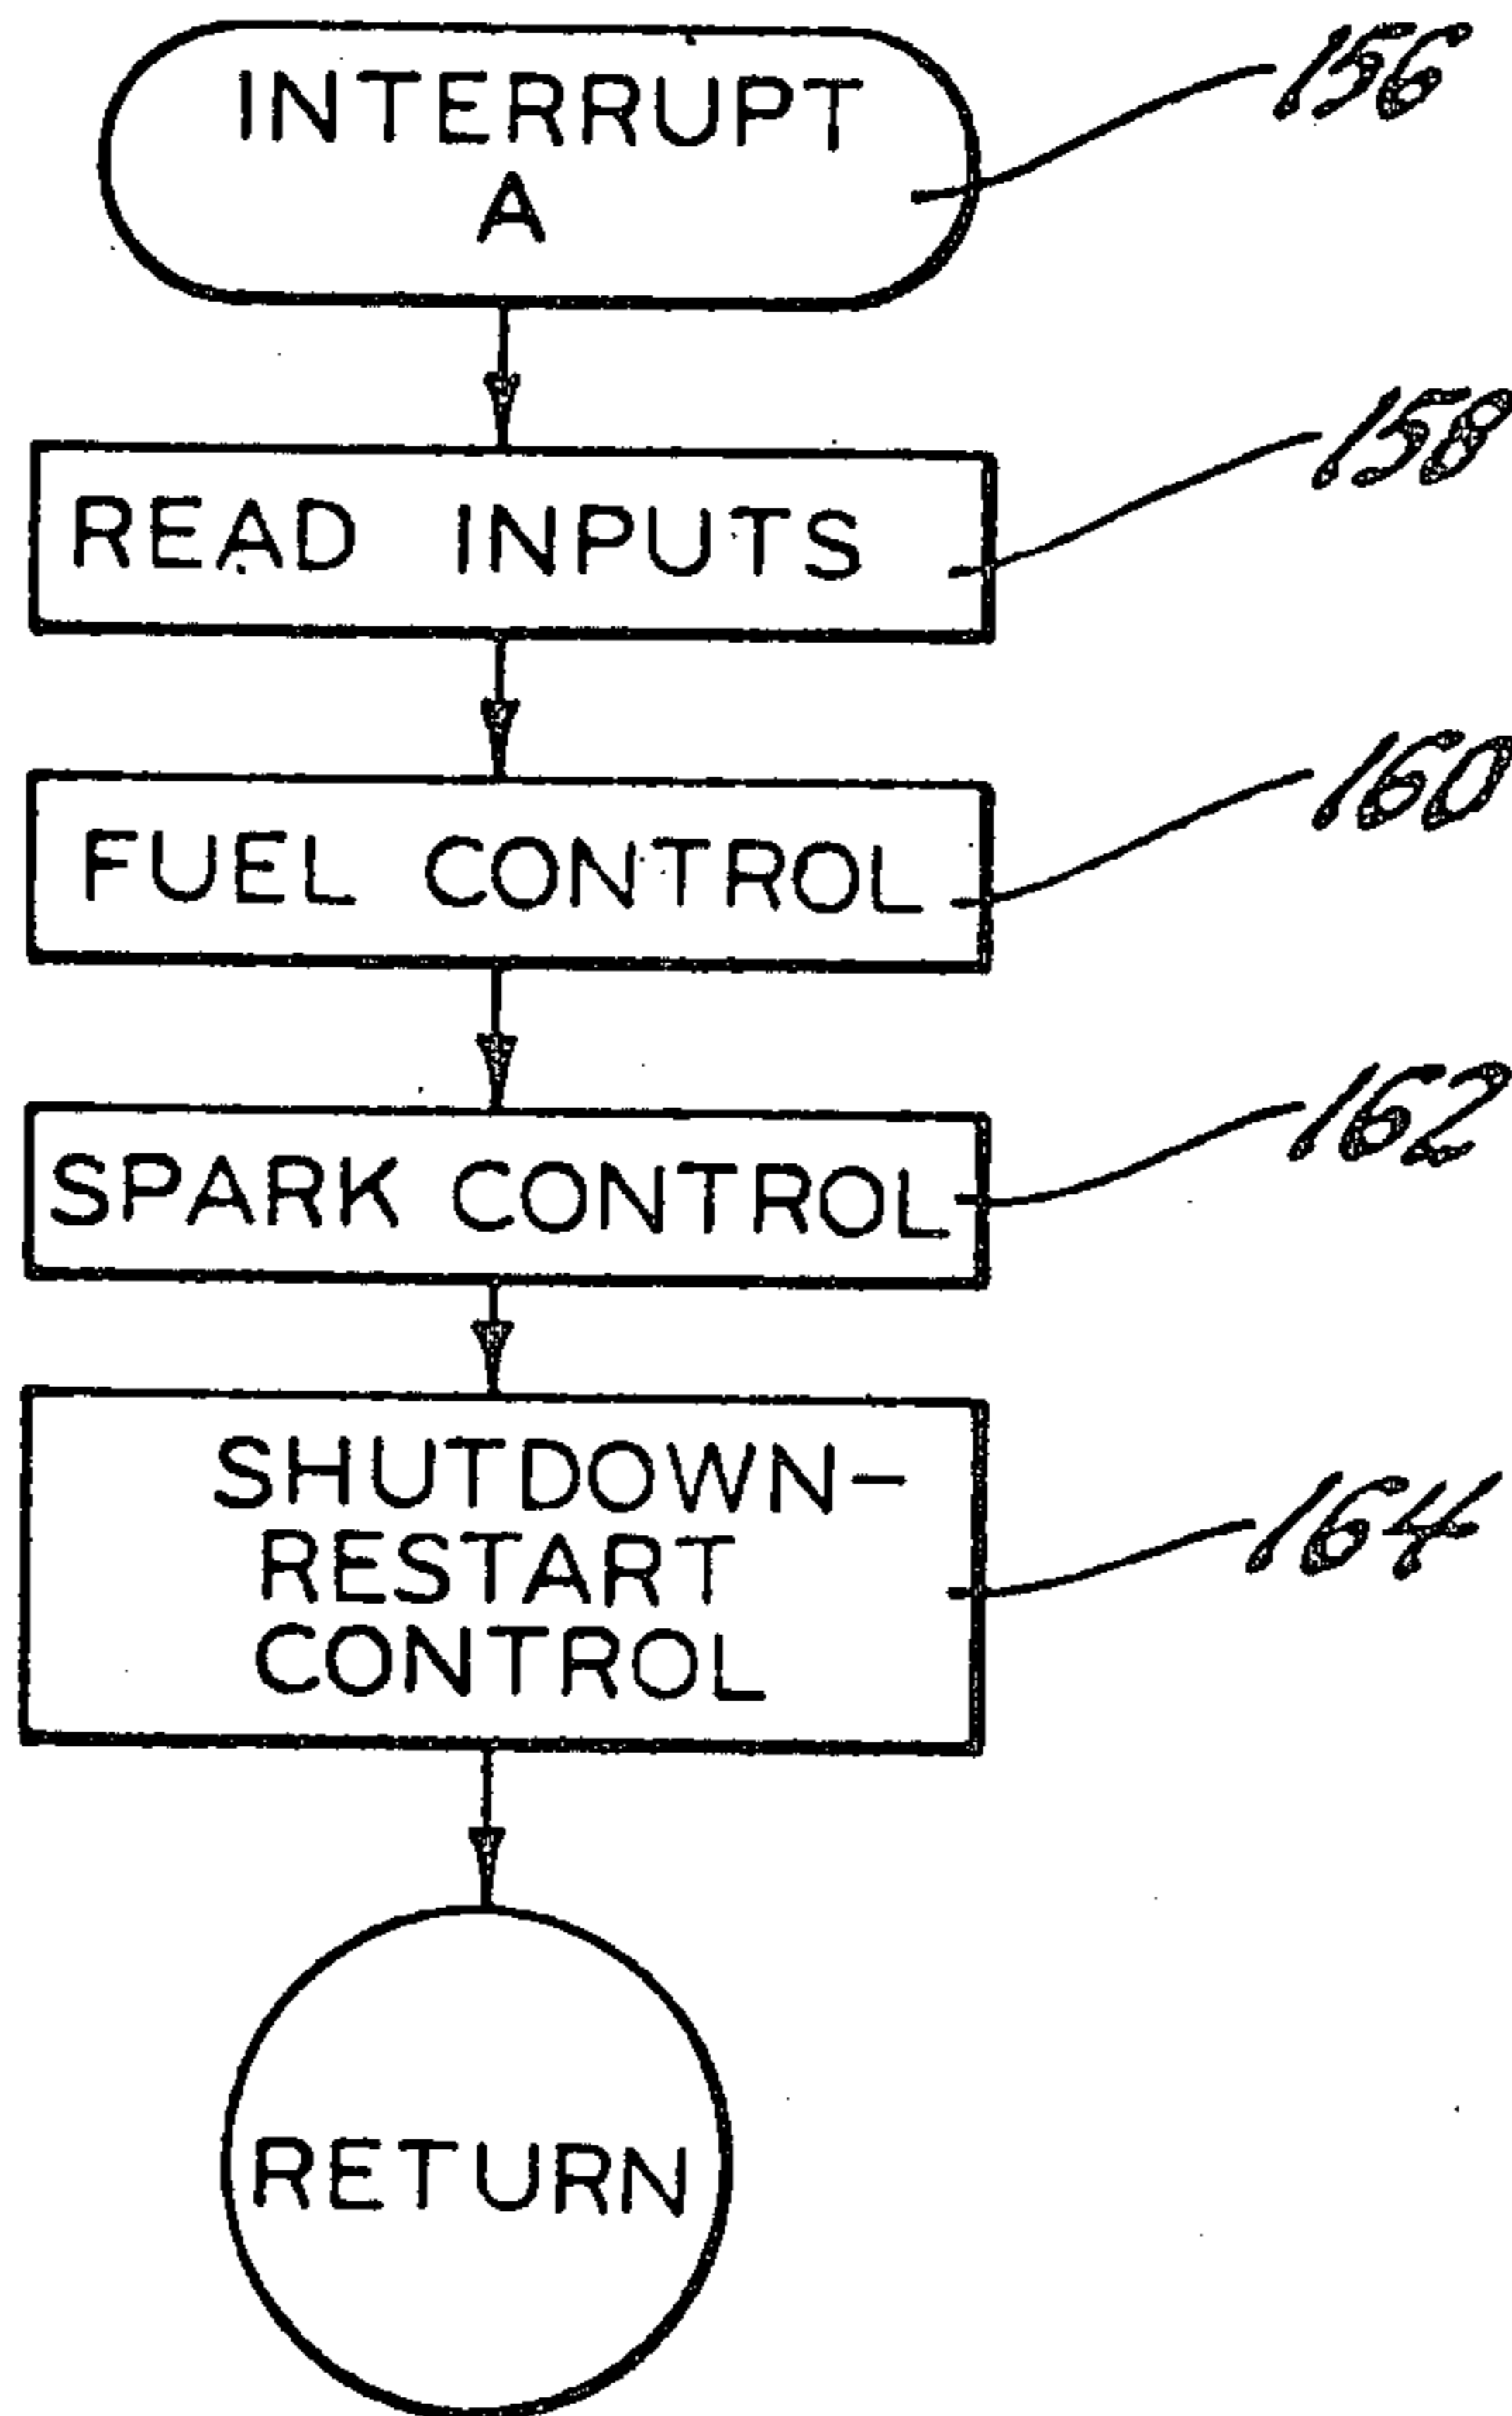 INTERRUPT
A
156
READ INPUTS
158
FUEL CONTROL
160
SPARK CONTROL
162
SHUTDOWN-
RESTART
CONTROL
164
RETURN